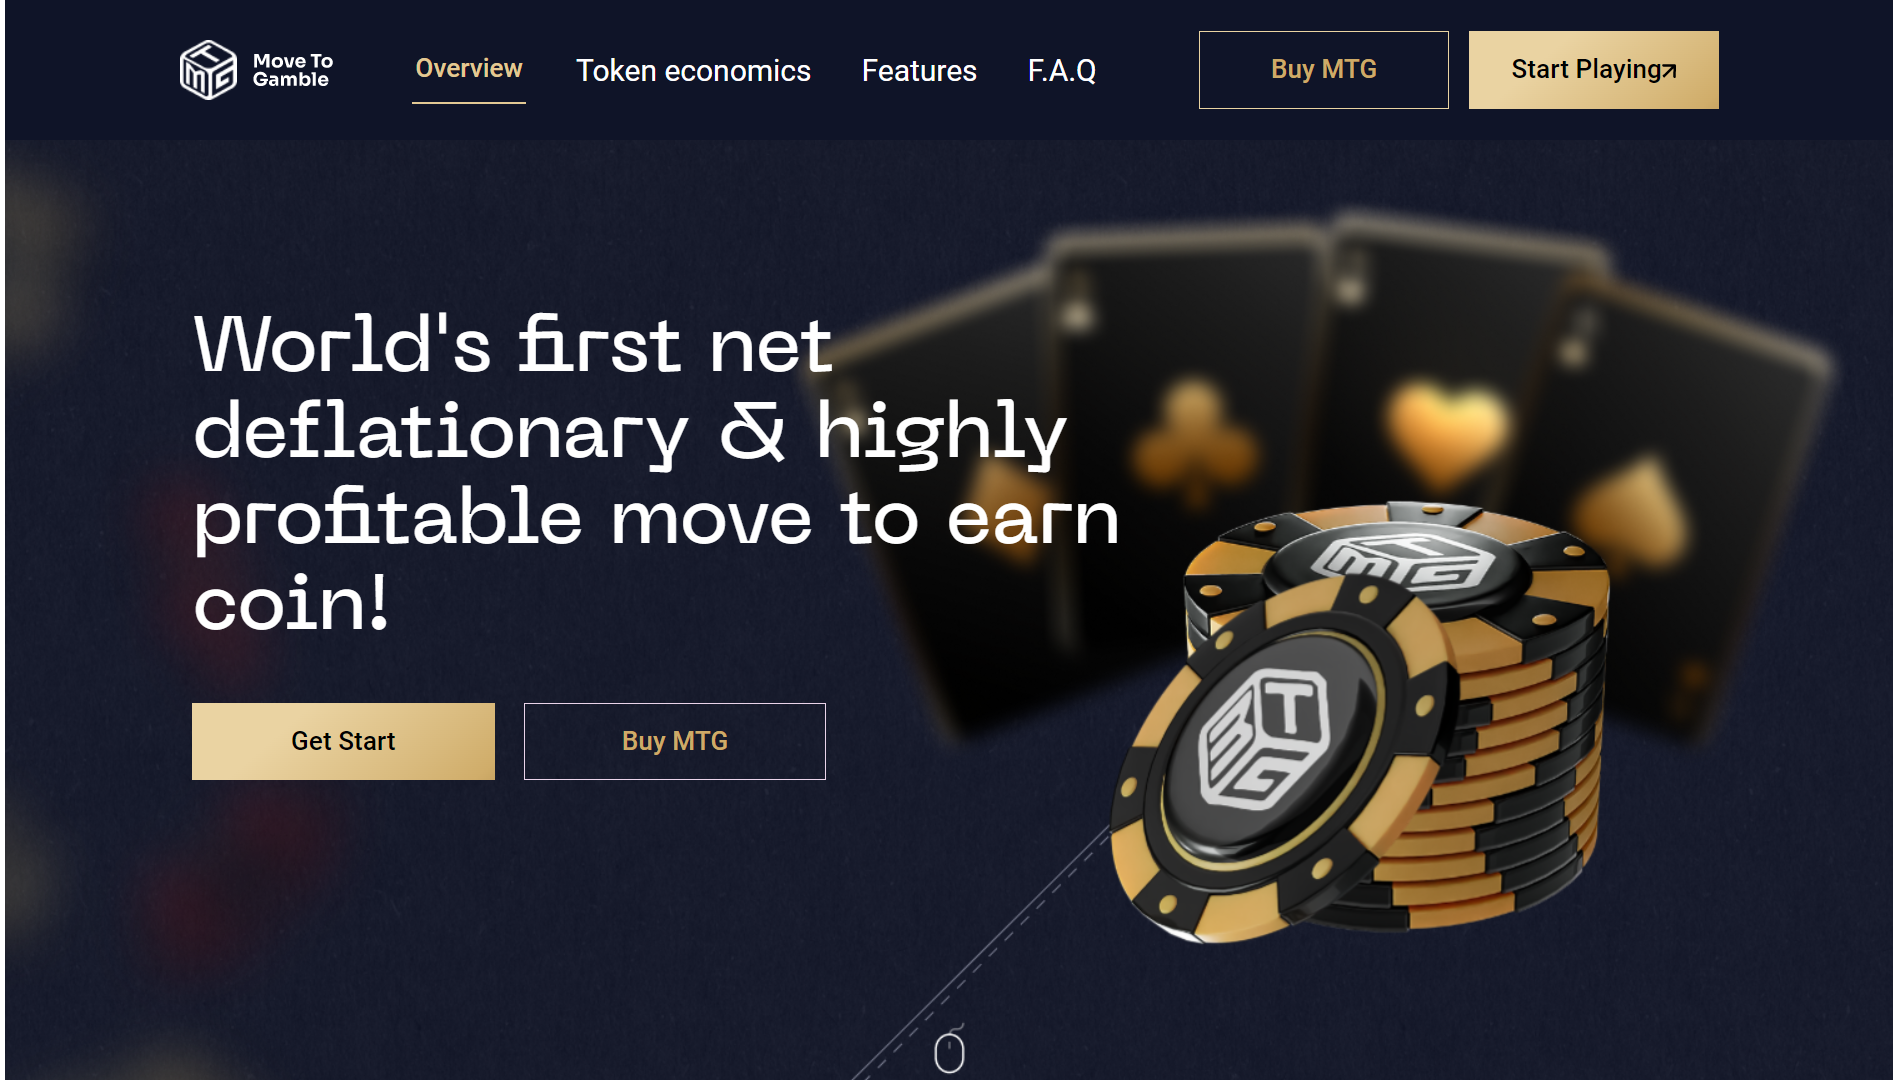 Move To
Gamble
Overview
Token economics
Features
F.A.Q
Buy MTG
Start Playing
World's first net
deflationary & highly
profitable move to earn
coin!
Get Start
Buy MTG
MTG
MTG